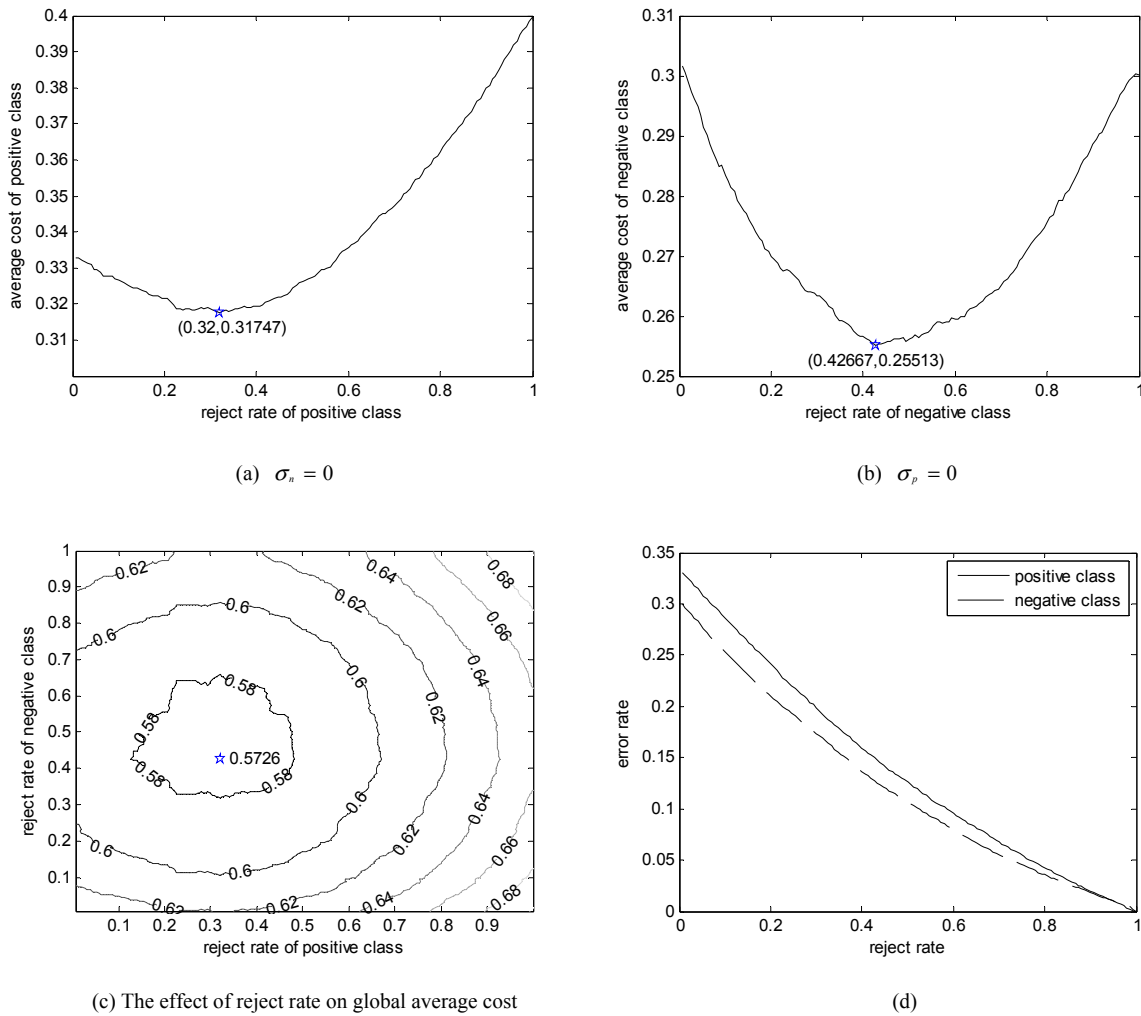 0.4
0.39
0.38
0.37
0.36
0.35
0.34
0.33
0.32
0.31
average cost of positive class
(0.32,0.31747)
0 0.2 0.4 0.6 0.8 1
reject rate of positive class
(a) σn = 0
0.31
0.3
0.29
0.28
0.27
0.26
0.25
average cost of negative class
(0.42667,0.25513)
0 0.2 0.4 0.6 0.8 1
reject rate of negative class
(b) σp = 0
1
0.9
0.8
0.7
0.6
0.5
0.4
0.3
0.2
0.1
reject rate of negative class
0.62 0.64 0.68
0.62 0.66
0.6 0.6
0.6
0.58 0.64
0.58 0.62
0.5726
0.58 0.58
0.6
0.64
0.6 0.62
0.6 0.66
0.62 0.62 0.64 0.68
0.1 0.2 0.3 0.4 0.5 0.6 0.7 0.8 0.9
reject rate of positive class
(c) The effect of reject rate on global average cost
0.35
0.3
0.25
0.2
0.15
0.1
0.05
0
error rate
positive class
negative class
0 0.2 0.4 0.6 0.8 1
reject rate
(d)